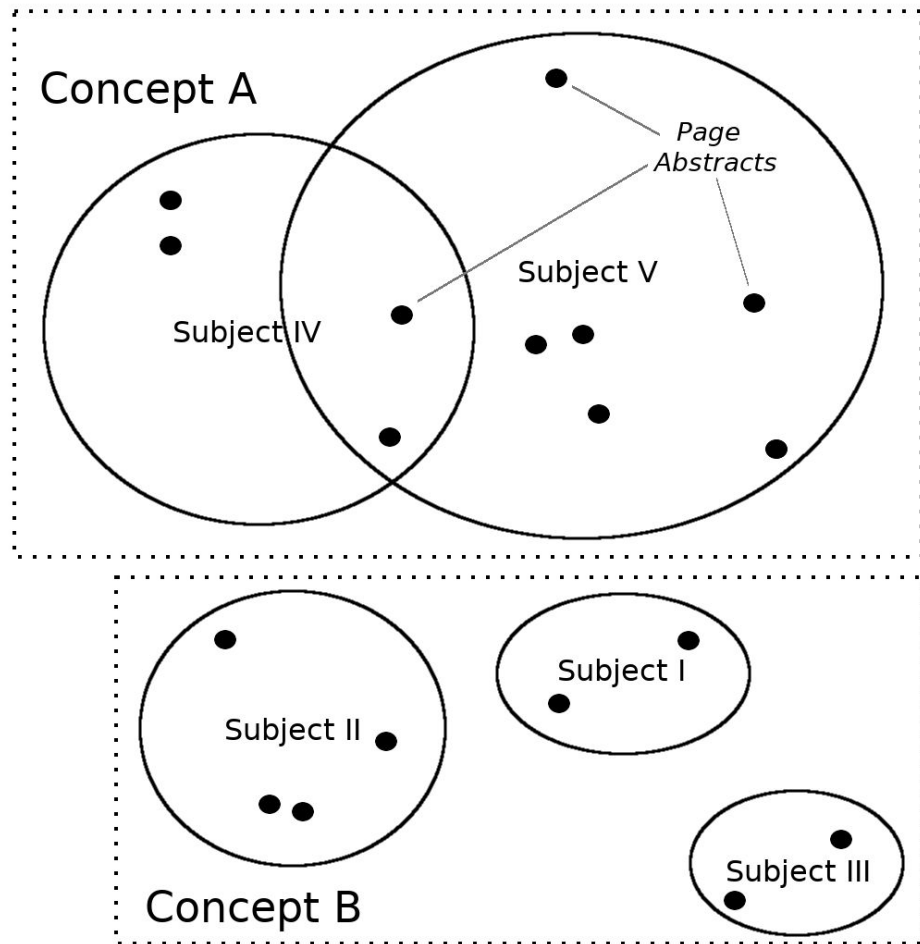 Concept A
Page
Abstracts
Subject V
Subject IV
Subject I
Subject II
Subject III
Concept B